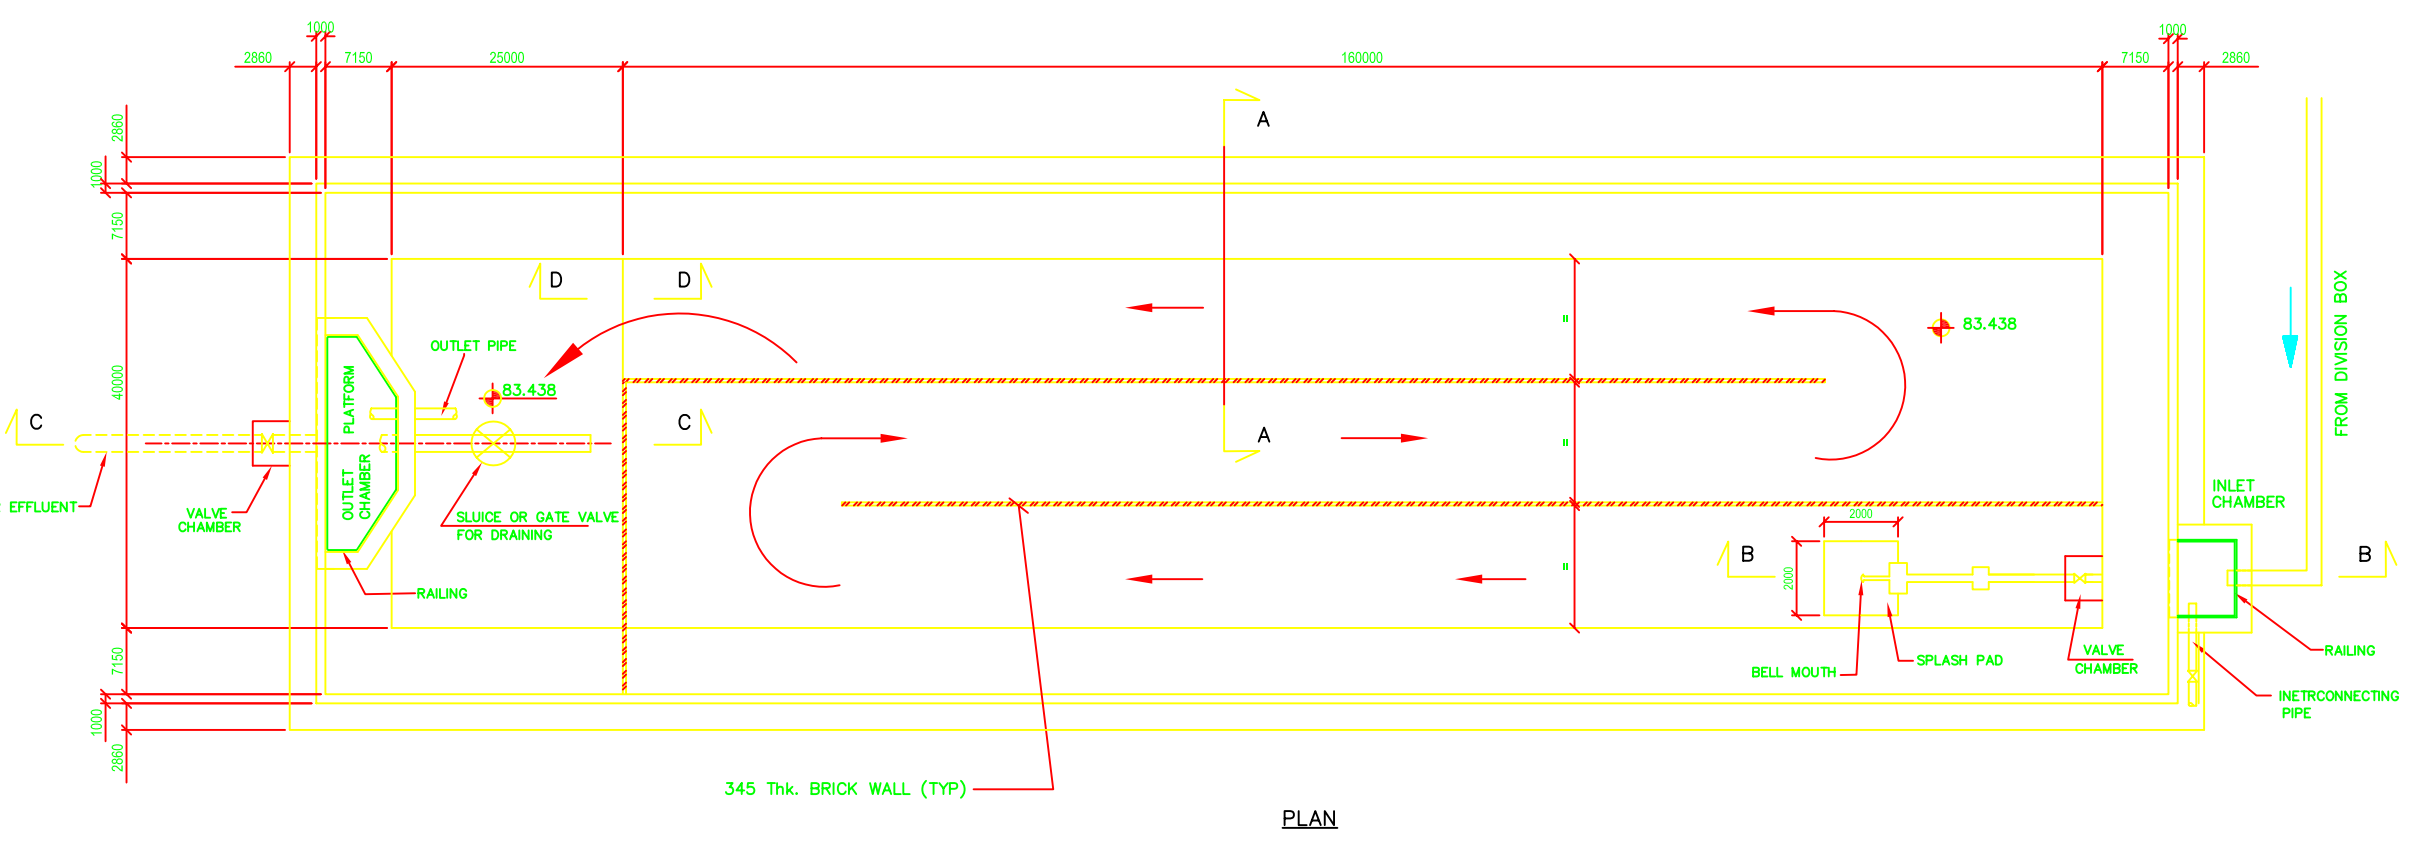 1000
2860
7150
25000
160000
7150
1000
2860
2860
1000
7150
40000
7150
1000
2860
A
A
D
D
C
C
B
B
OUTLET PIPE
83.438
83.438
OUTLET
CHAMBER
PLATFORM
EFFLUENT
VALVE
CHAMBER
SLUICE OR GATE VALVE
FOR DRAINING
RAILING
=
=
=
2000
2000
FROM DIVISION BOX
INLET
CHAMBER
BELL MOUTH
SPLASH PAD
VALVE
CHAMBER
RAILING
INETRCONNECTING
PIPE
345 Thk. BRICK WALL (TYP)
PLAN